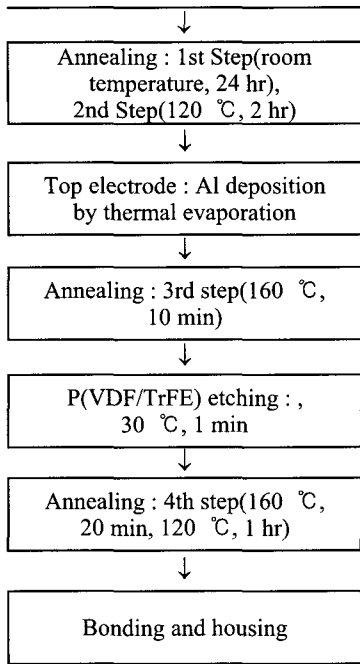 Annealing : 1st Step(room
temperature, 24 hr),
2nd Step(120 ℃, 2 hr)
Top electrode : Al deposition
by thermal evaporation
Annealing : 3rd step(160 ℃,
10 min)
P(VDF/TrFE) etching : ,
30 ℃, 1 min
Annealing : 4th step(160 ℃,
20 min, 120 ℃, 1 hr)
Bonding and housing